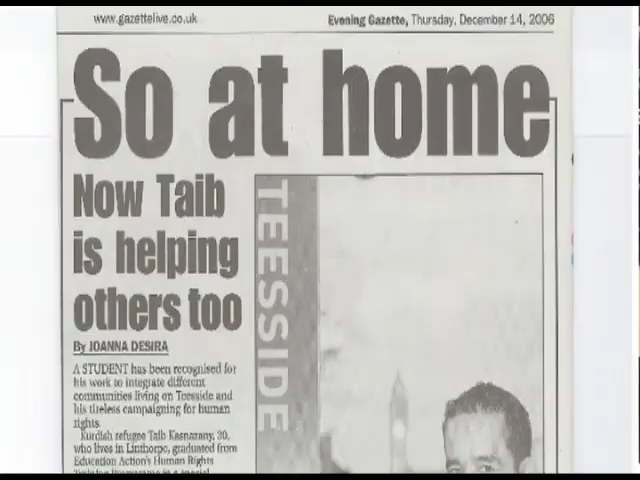 www.gazettelive.co.uk
Evening Gazette, Thursday, December 14, 2006
So at home
Now Taib
is helping
others too
By JOANNA DESIRA
A STUDENT has been recognised for
his work to integrate different
communities living on Teesside and
his tireless campaigning for human
rights.
Kurdish refugee Taib Kasnazany, 30,
who lives in Linthorpe, graduated from
Education Action's Human Rights
TEESSIDE